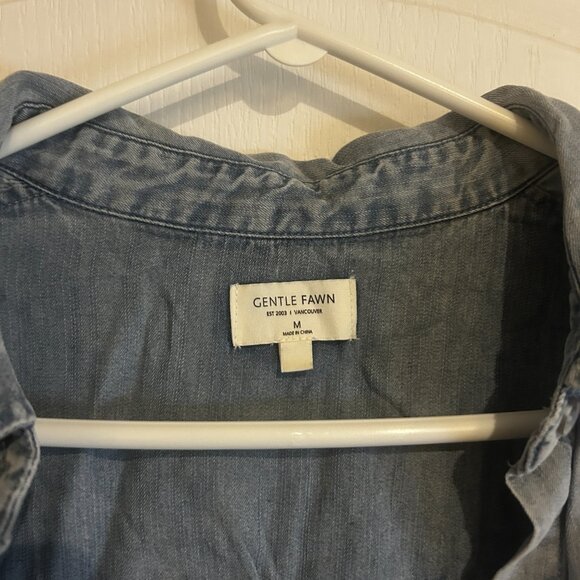 GENTLE FAWN
EST 2003 | VANCOUVER
M
MADE IN CHINA